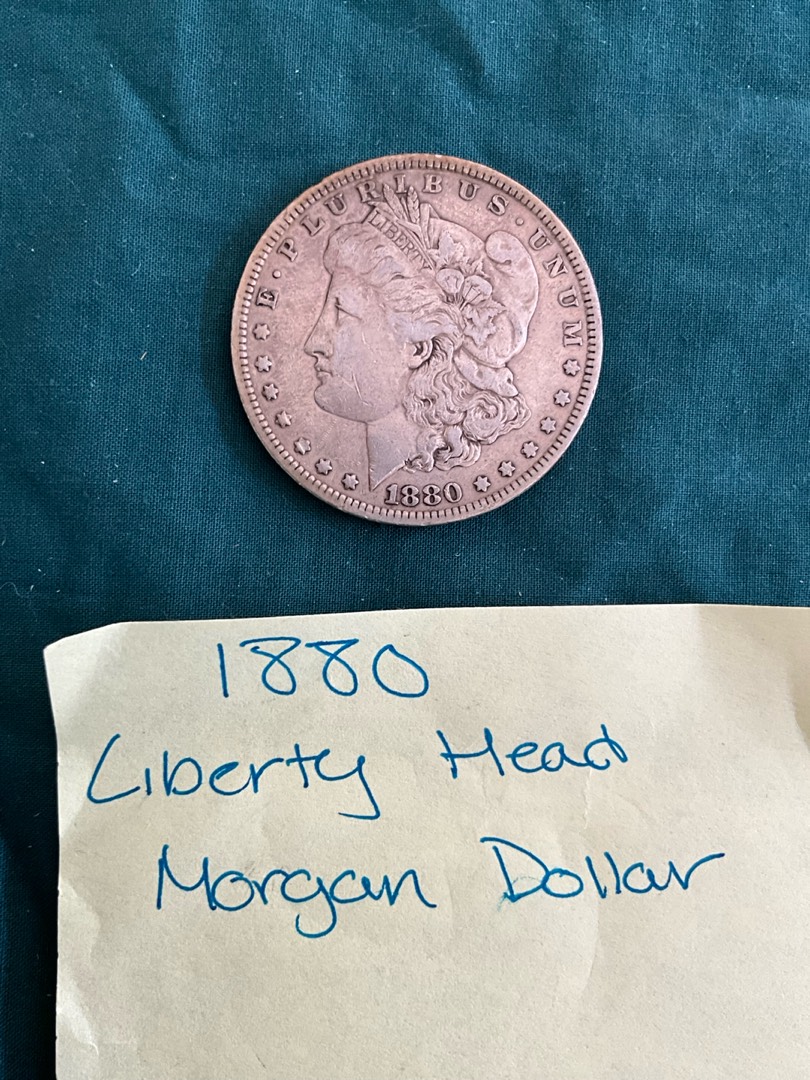 E · PLURIBUS · UNUM
LIBERTY
1880
1880
Liberty Head
Morgan Dollar